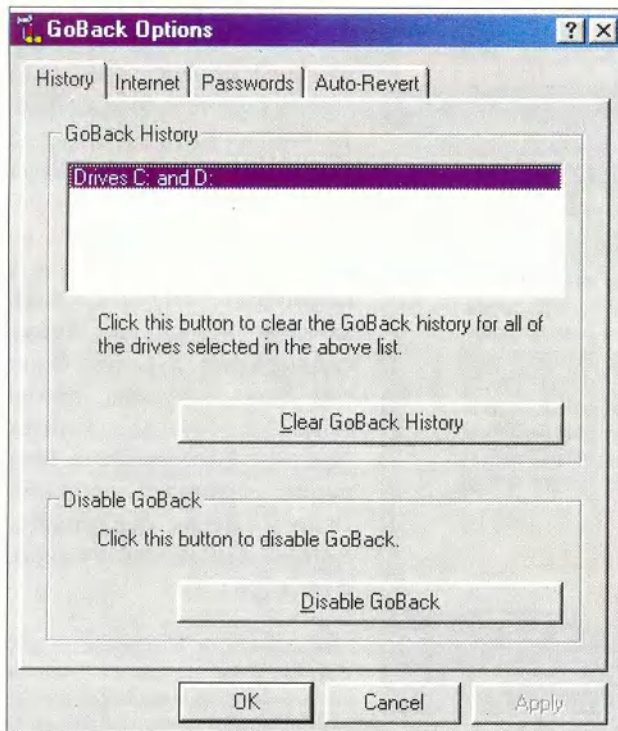 GoBack Options
? X
History Internet Passwords Auto-Revert
GoBack History
Drives C: and D:
Click this button to clear the GoBack history for all of
the drives selected in the above list.
Clear GoBack History
Disable GoBack
Click this button to disable GoBack.
Disable GoBack
OK Cancel Apply